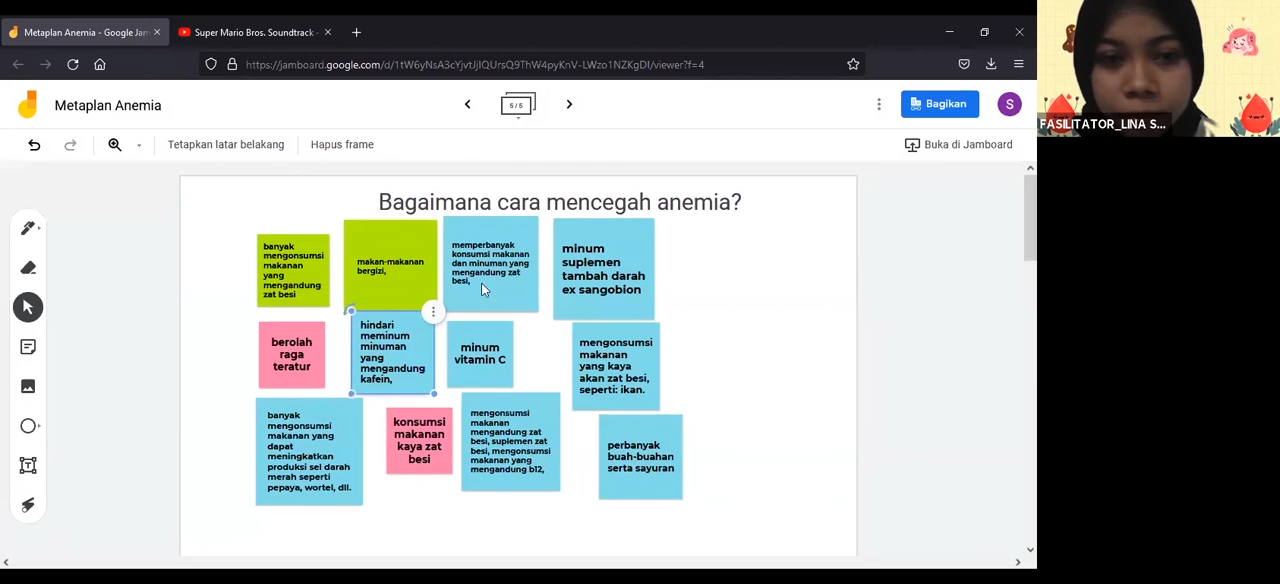 Metaplan Anemia - Google Jam
Super Mario Bros. Soundtrack -
https://jamboard.google.com/d/1tW6yNsA3cYjvtJjIQUrsQ9ThW4pyKnV-LWzo1NZKgDI/viewer?f=4
Metaplan Anemia
5/5
Bagikan
S
Tetapkan latar belakang
Hapus frame
Buka di Jamboard
FASILITATOR_LINA S...
Bagaimana cara mencegah anemia?
banyak
mengonsumsi
makanan
yang
mengandung
zat besi
makan-makanan
bergizi,
memperbanyak
konsumsi makanan
dan minuman yang
mengandung zat
besi,
minum
suplemen
tambah darah
ex sangobion
berolah
raga
teratur
hindari
meminum
minuman
yang
mengandung
kafein,
minum
vitamin C
mengonsumsi
makanan
yang kaya
akan zat besi,
seperti: ikan.
banyak
mengonsumsi
makanan yang
dapat
meningkatkan
produksi sel darah
merah seperti
pepaya, wortel, dll.
konsumsi
makanan
kaya zat
besi
mengonsumsi
makanan
mengandung zat
besi, suplemen zat
besi, mengonsumsi
makanan yang
mengandung b12,
perbanyak
buah-buahan
serta sayuran